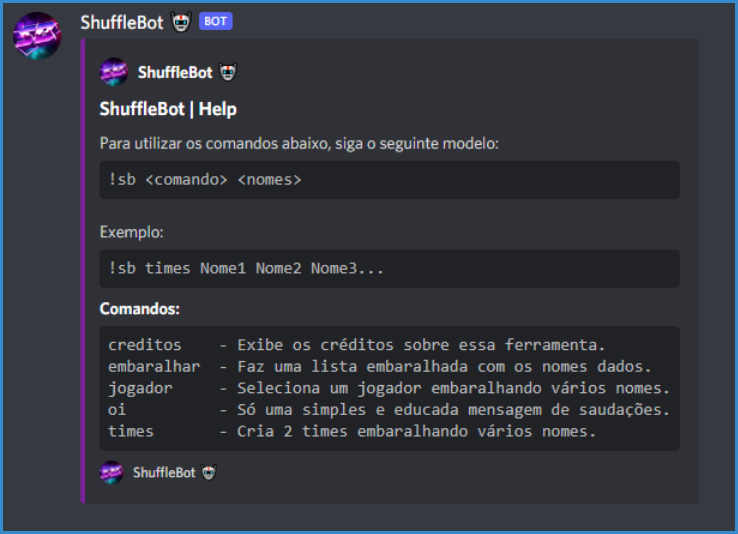 ShuffleBot BOT
ShuffleBot
ShuffleBot | Help
Para utilizar os comandos abaixo, siga o seguinte modelo:
!sb <comando> <nomes>
Exemplo:
!sb times Nome1 Nome2 Nome3...
Comandos:
creditos - Exibe os créditos sobre essa ferramenta.
embaralhar - Faz uma lista embaralhada com os nomes dados.
jogador - Seleciona um jogador embaralhando vários nomes.
oi - Só uma simples e educada mensagem de saudações.
times - Cria 2 times embaralhando vários nomes.
ShuffleBot